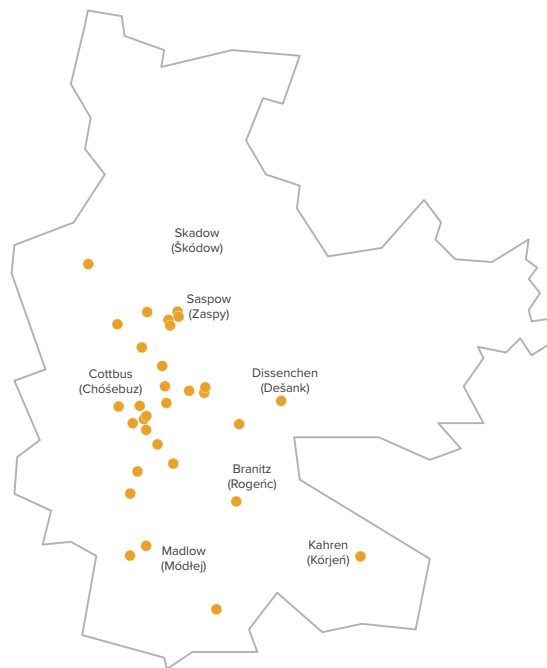 Skadow
(Škódow)
Saspow
(Zaspy)
Cottbus
(Chóśebuz)
Dissenchen
(Dešank)
Branitz
(Rogeńc)
Kahren
(Kórjeń)
Madlow
(Módłej)